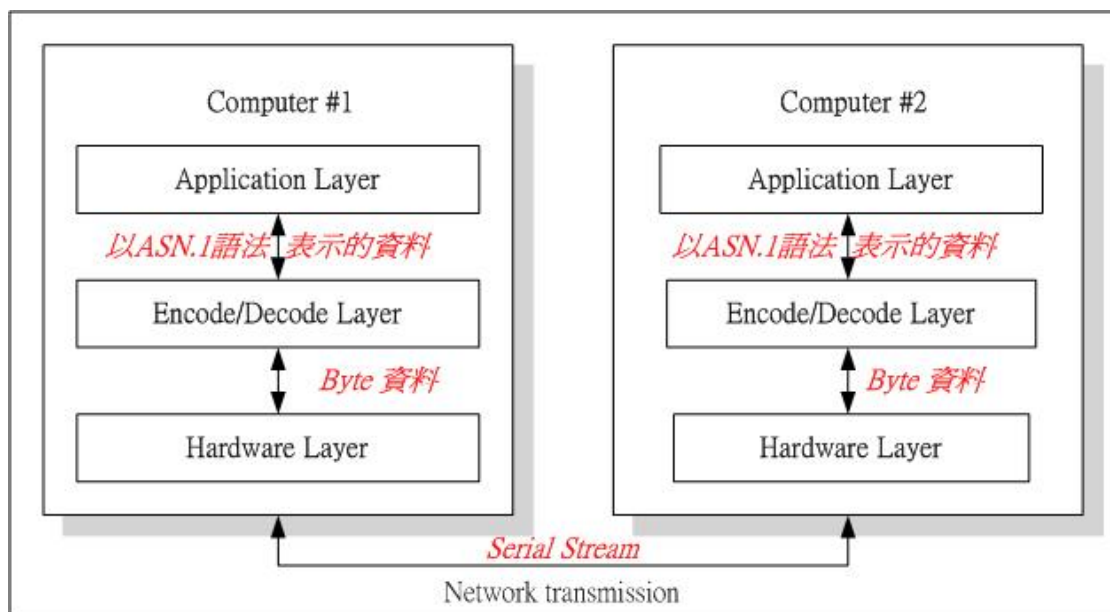 Computer #1
Application Layer
以ASN.1語法 表示的資料
Encode/Decode Layer
Byte 資料
Hardware Layer
Computer #2
Application Layer
以ASN.1語法 表示的資料
Encode/Decode Layer
Byte 資料
Hardware Layer
Serial Stream
Network transmission